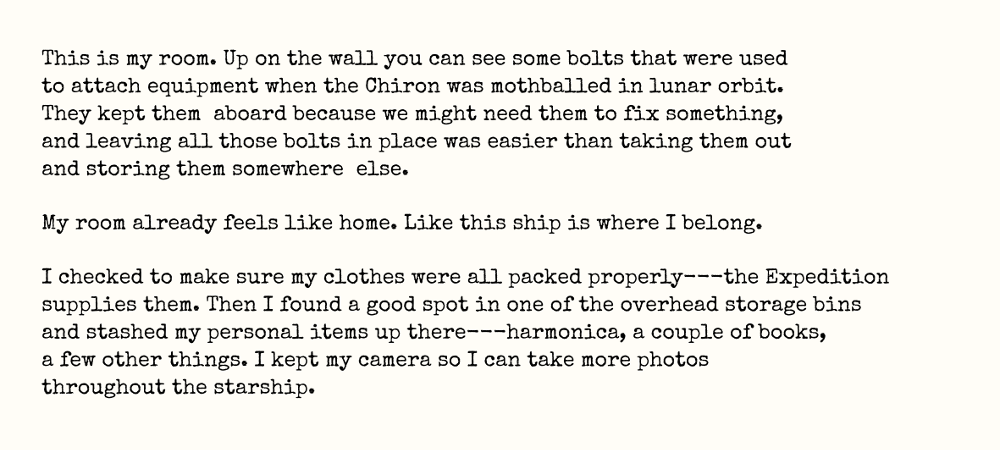 This is my room. Up on the wall you can see some bolts that were used
to attach equipment when the Chiron was mothballed in lunar orbit.
They kept them  aboard because we might need them to fix something,
and leaving all those bolts in place was easier than taking them out
and storing them somewhere  else.
My room already feels like home. Like this ship is where I belong.
I checked to make sure my clothes were all packed properly---the Expedition
supplies them. Then I found a good spot in one of the overhead storage bins
and stashed my personal items up there---harmonica, a couple of books,
a few other things. I kept my camera so I can take more photos
throughout the starship.